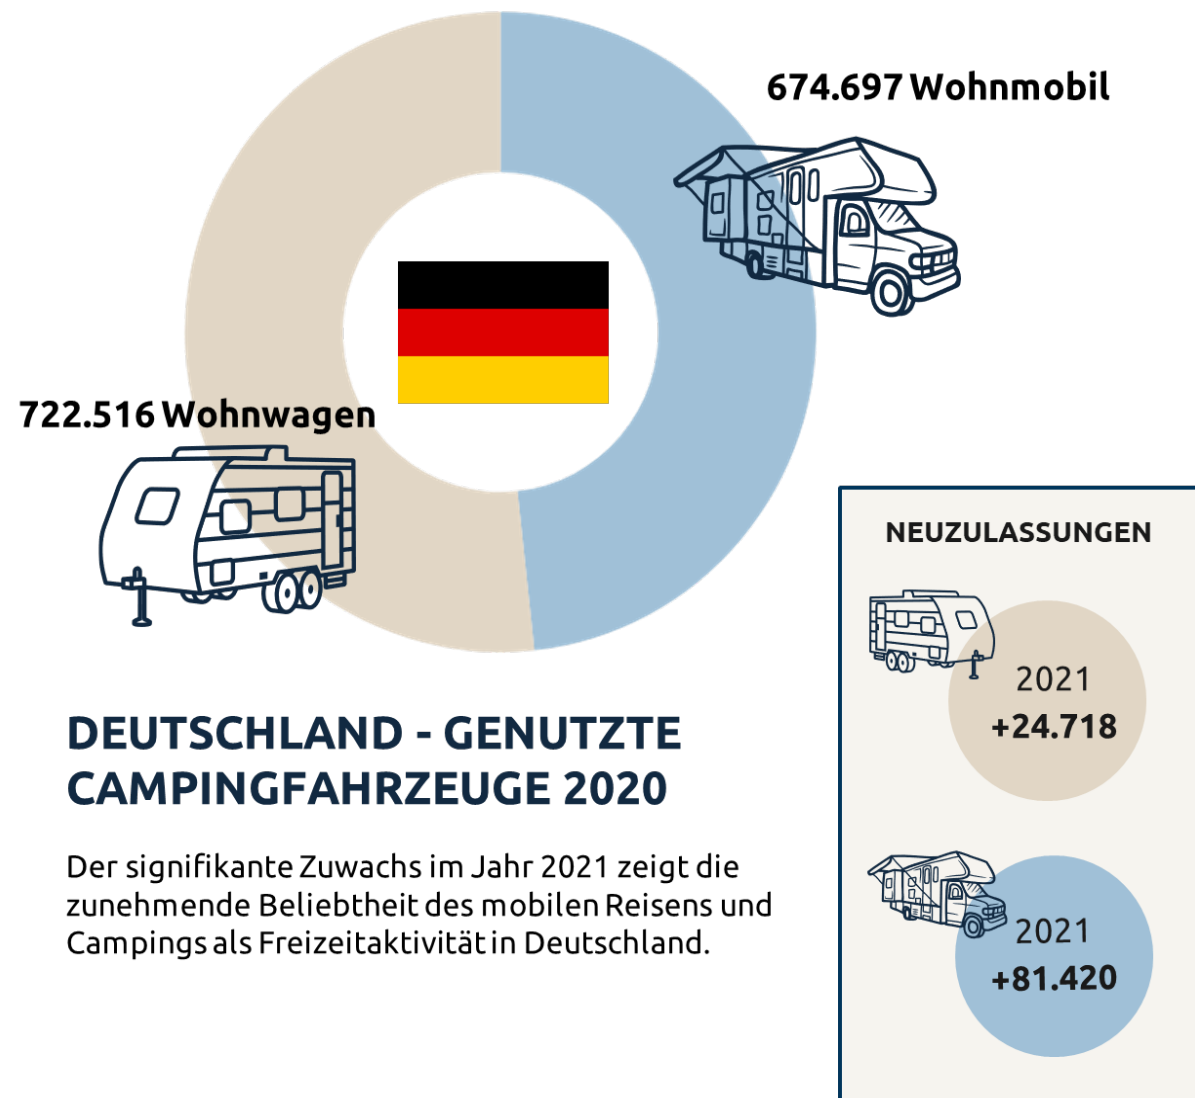 674.697 Wohnmobil
722.516 Wohnwagen
DEUTSCHLAND - GENUTZTE
CAMPINGFAHRZEUGE 2020
Der signifikante Zuwachs im Jahr 2021 zeigt die
zunehmende Beliebtheit des mobilen Reisens und
Campings als Freizeitaktivität in Deutschland.
NEUZULASSUNGEN
2021
+24.718
2021
+81.420